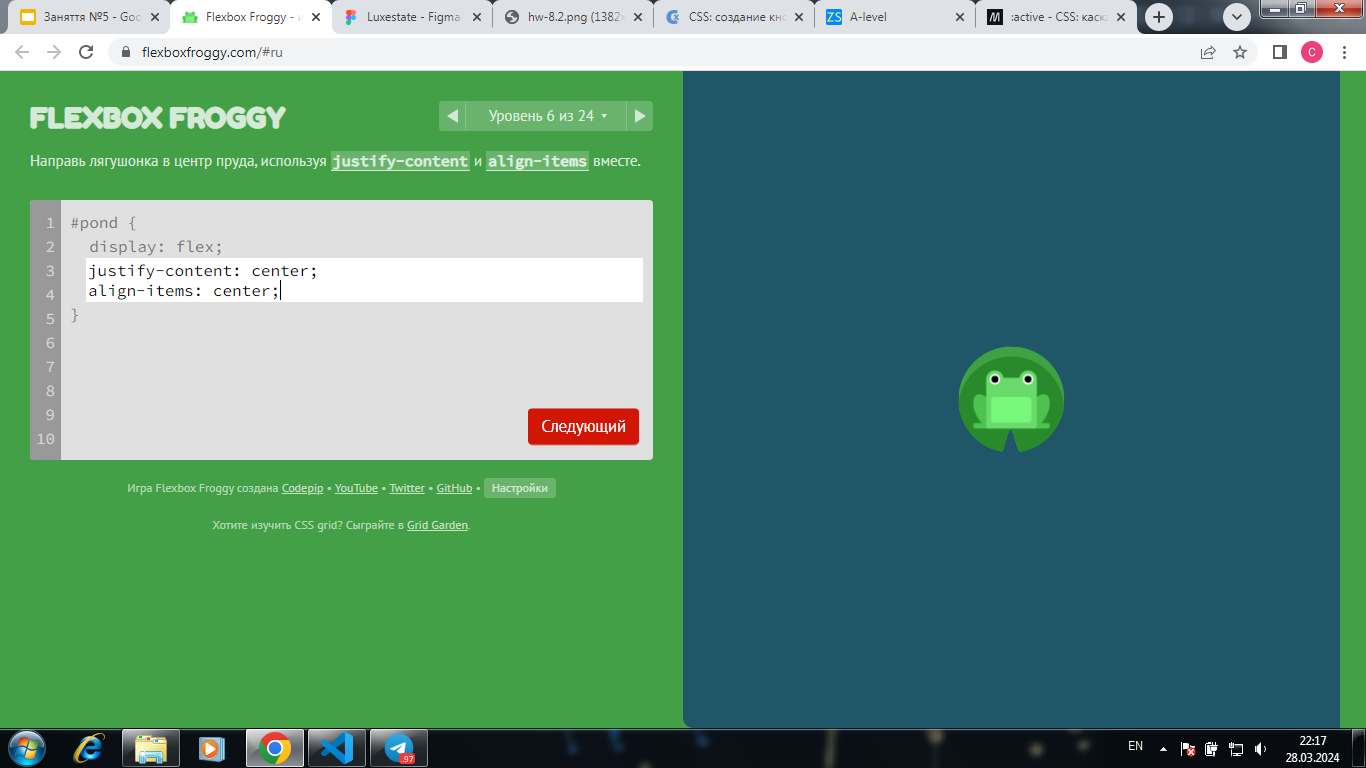 Заняття №5 - Goo
Flexbox Froggy - и
Luxestate - Figma
hw-8.2.png (1382×
CSS: создание кно
ZS A-level
M :active - CSS: каска
flexboxfroggy.com/#ru
C
FLEXBOX FROGGY
Уровень 6 из 24
Направь лягушонка в центр пруда, используя justify-content и align-items вместе.
1 #pond {
2 display: flex;
3 justify-content: center;
4 align-items: center;
5 }
6
7
8
9
10
Следующий
Игра Flexbox Froggy создана Codepip • YouTube • Twitter • GitHub • Настройки
Хотите изучить CSS grid? Сыграйте в Grid Garden.
97
EN
22:17
28.03.2024